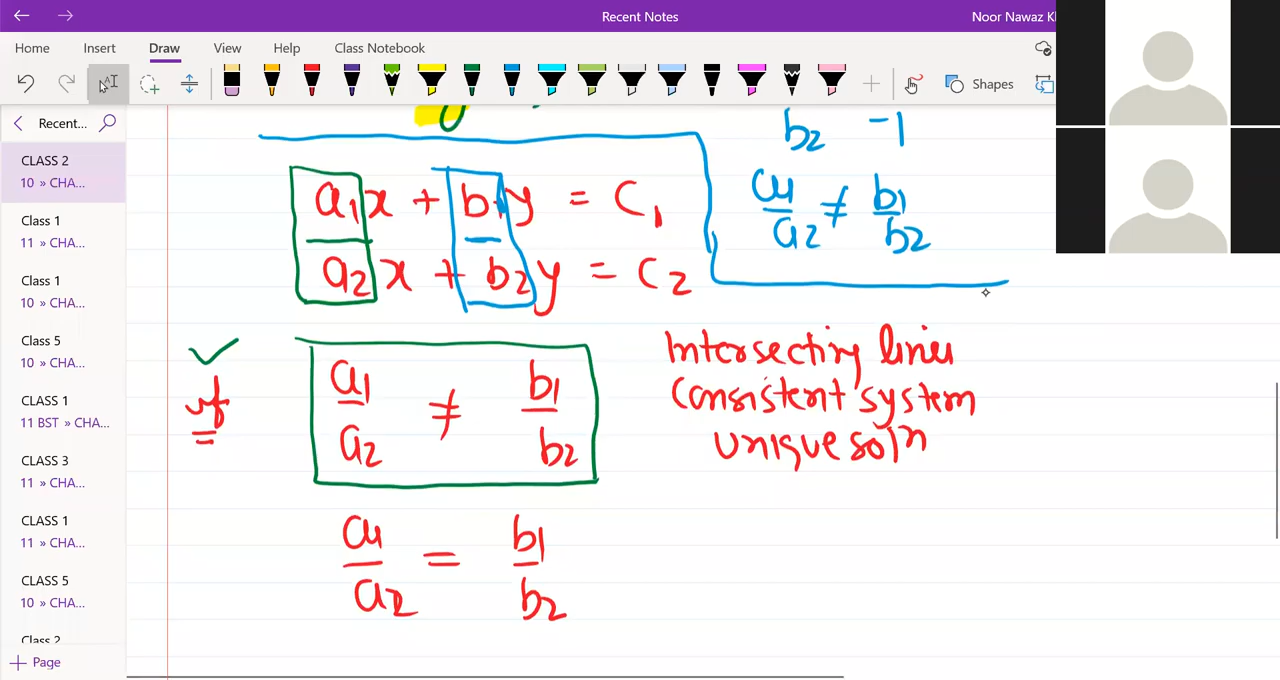 Recent Notes
Noor Nawaz
Home Insert Draw View Help Class Notebook
Shapes
Recent...
CLASS 2
10 » CHA...
Class 1
11 » CHA...
Class 1
10 » CHA...
Class 5
10 » CHA...
CLASS 1
11 BST » CHA...
CLASS 3
11 » CHA...
CLASS 1
11 » CHA...
CLASS 5
10 » CHA...
Class 2
+ Page
b2 -1
a1/a2 ≠ b1/b2
a1x + b1y = C1
a2x + b2y = C2
if a1/a2 ≠ b1/b2
Intersecting lines
Consistent system
unique soln
a1/a2 = b1/b2